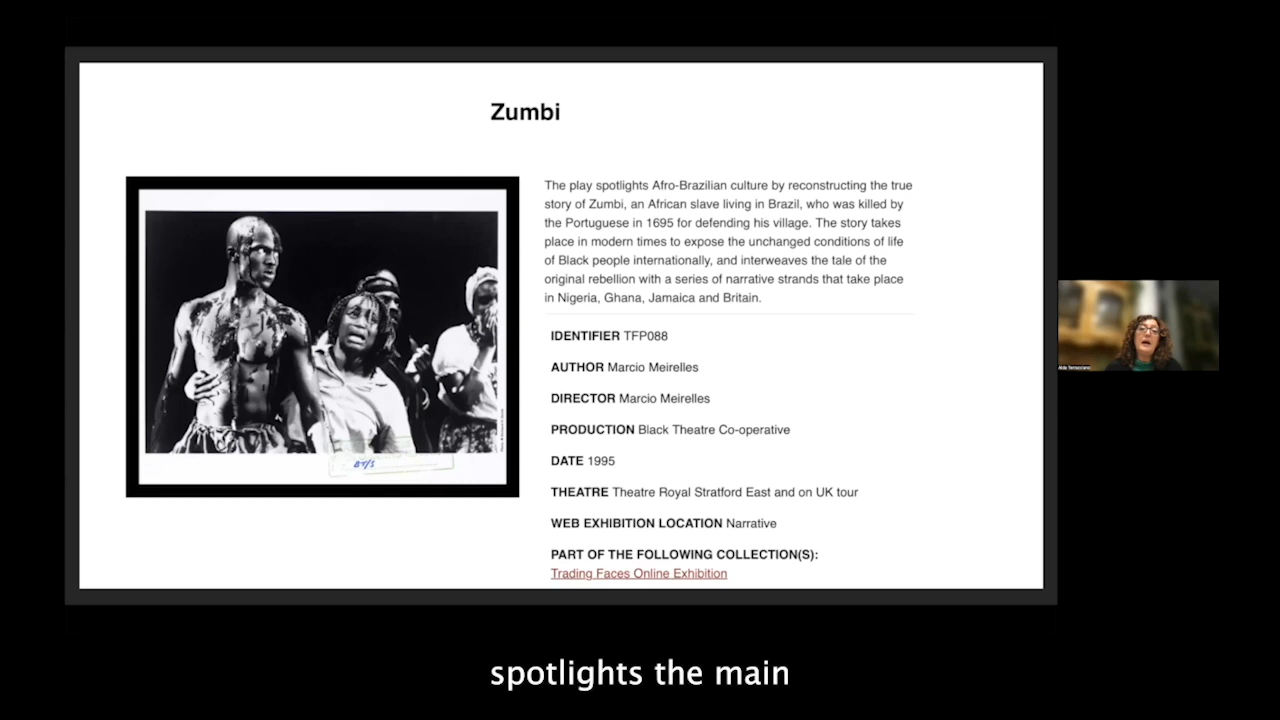 Zumbi
The play spotlights Afro-Brazilian culture by reconstructing the true
story of Zumbi, an African slave living in Brazil, who was killed by
the Portuguese in 1695 for defending his village. The story takes
place in modern times to expose the unchanged conditions of life
of Black people internationally, and interweaves the tale of the
original rebellion with a series of narrative strands that take place
in Nigeria, Ghana, Jamaica and Britain.
IDENTIFIER TFP088
AUTHOR Marcio Meirelles
DIRECTOR Marcio Meirelles
PRODUCTION Black Theatre Co-operative
DATE 1995
THEATRE Theatre Royal Stratford East and on UK tour
WEB EXHIBITION LOCATION Narrative
PART OF THE FOLLOWING COLLECTION(S):
Trading Faces Online Exhibition
spotlights the main